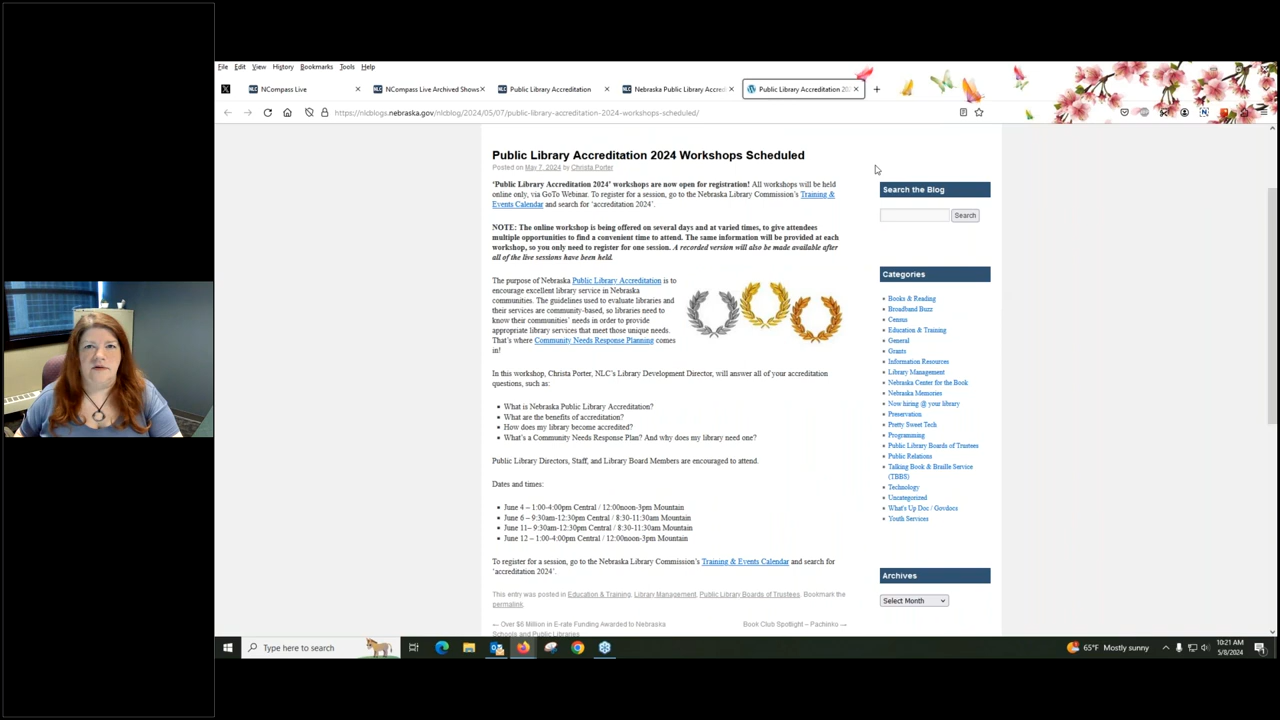 File Edit View History Bookmarks Tools Help
NCompass Live
NCompass Live Archived Shows
Public Library Accreditation
Nebraska Public Library Accred
Public Library Accreditation 202
https://nlcblogs.nebraska.gov/nlcblog/2024/05/07/public-library-accreditation-2024-workshops-scheduled/
Public Library Accreditation 2024 Workshops Scheduled
Posted on May 7, 2024 by Christa Porter
'Public Library Accreditation 2024' workshops are now open for registration! All workshops will be held
online only, via GoTo Webinar. To register for a session, go to the Nebraska Library Commission's Training &
Events Calendar and search for 'accreditation 2024'.
NOTE: The online workshop is being offered on several days and at varied times, to give attendees
multiple opportunities to find a convenient time to attend. The same information will be provided at each
workshop, so you only need to register for one session. A recorded version will also be made available after
all of the live sessions have been held.
The purpose of Nebraska Public Library Accreditation is to
encourage excellent library service in Nebraska
communities. The guidelines used to evaluate libraries and
their services are community-based, so libraries need to
know their communities' needs in order to provide
appropriate library services that meet those unique needs.
That's where Community Needs Response Planning comes
in!
In this workshop, Christa Porter, NLC's Library Development Director, will answer all of your accreditation
questions, such as:
• What is Nebraska Public Library Accreditation?
• What are the benefits of accreditation?
• How does my library become accredited?
• What's a Community Needs Response Plan? And why does my library need one?
Public Library Directors, Staff, and Library Board Members are encouraged to attend.
Dates and times:
• June 4 – 1:00-4:00pm Central / 12:00noon-3pm Mountain
• June 6 – 9:30am-12:30pm Central / 8:30-11:30am Mountain
• June 11– 9:30am-12:30pm Central / 8:30-11:30am Mountain
• June 12 – 1:00-4:00pm Central / 12:00noon-3pm Mountain
To register for a session, go to the Nebraska Library Commission's Training & Events Calendar and search for
'accreditation 2024'.
This entry was posted in Education & Training, Library Management, Public Library Boards of Trustees. Bookmark the
permalink.
← Over $6 Million in E-rate Funding Awarded to Nebraska
Schools and Public Libraries
Book Club Spotlight – Pachinko →
Search the Blog
Search
Categories
• Books & Reading
• Broadband Buzz
• Census
• Education & Training
• General
• Grants
• Information Resources
• Library Management
• Nebraska Center for the Book
• Nebraska Memories
• Now hiring @ your library
• Preservation
• Pretty Sweet Tech
• Programming
• Public Library Boards of Trustees
• Public Relations
• Talking Book & Braille Service
(TBBS)
• Technology
• Uncategorized
• What's Up Doc / Govdocs
• Youth Services
Archives
Select Month
Type here to search
65°F Mostly sunny
10:21 AM
5/8/2024